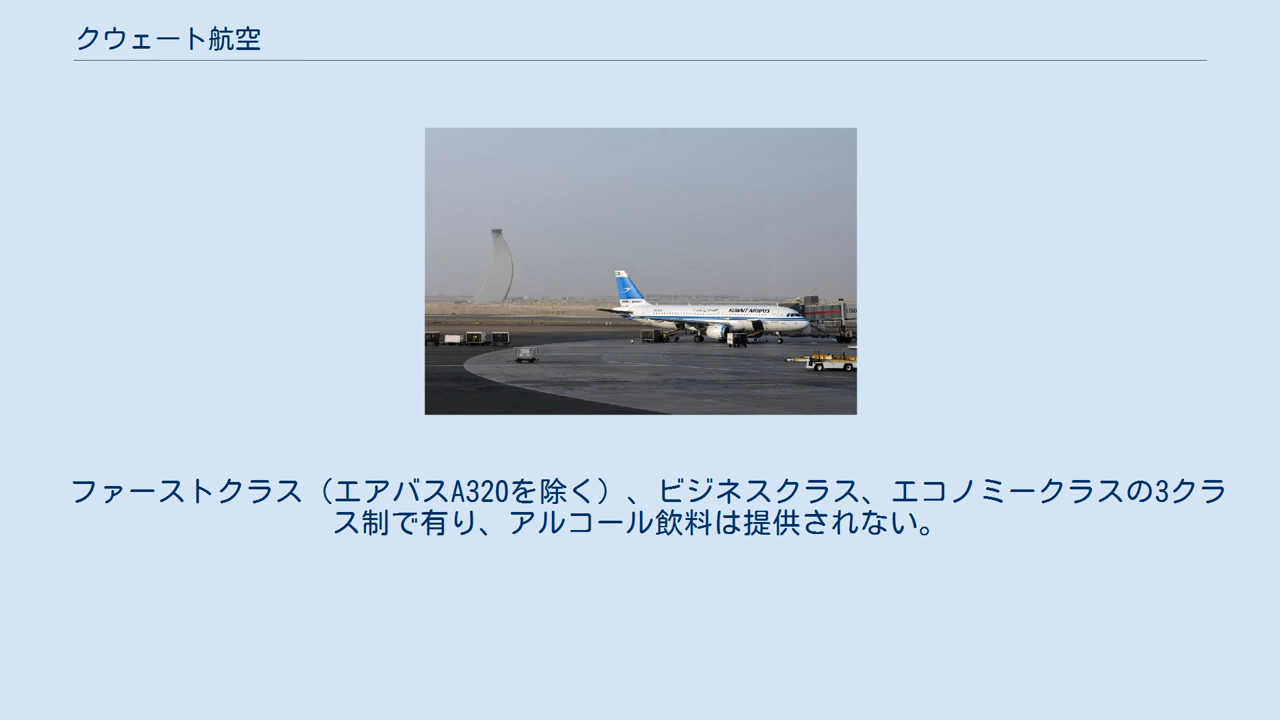 クウェート航空
KUWAIT AIRWAYS
ファーストクラス（エアバスA320を除く）、ビジネスクラス、エコノミークラスの3クラ
ス制で有り、アルコール飲料は提供されない。